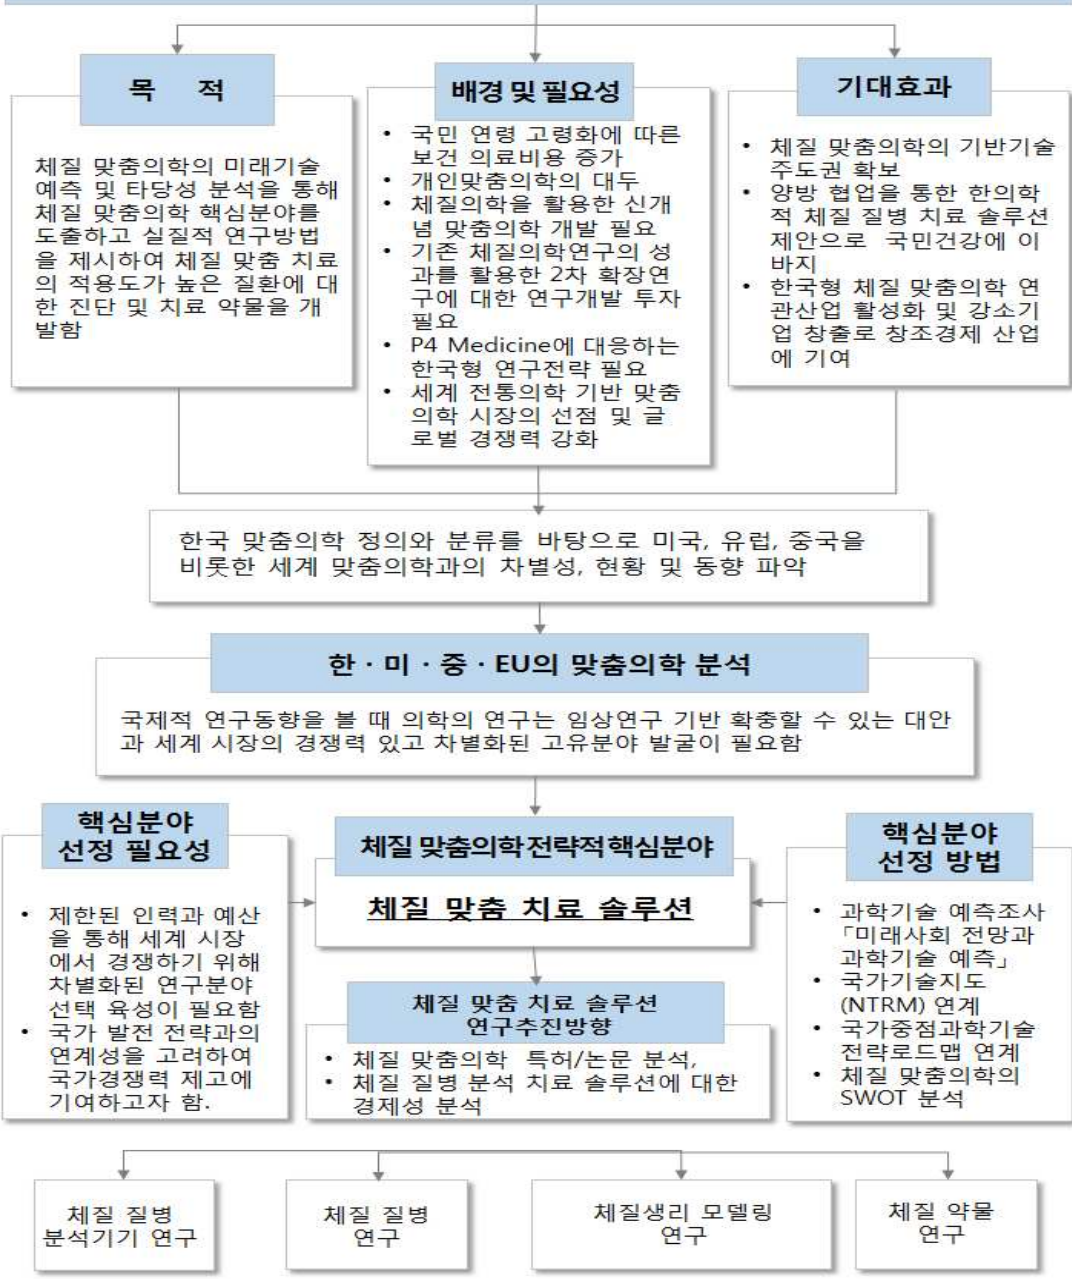 목 적
체질 맞춤의학의 미래기술
예측 및 타당성 분석을 통해
체질 맞춤의학 핵심분야를
도출하고 실질적 연구방법
을 제시하여 체질 맞춤 치료
의 적용도가 높은 질환에 대
한 진단 및 치료 약물을 개
발함
배경 및 필요성
• 국민 연령 고령화에 따른
보건 의료비용 증가
• 개인맞춤의학의 대두
• 체질의학을 활용한 신개
념 맞춤의학 개발 필요
• 기존 체질의학연구의 성
과를 활용한 2차 확장연
구에 대한 연구개발 투자
필요
• P4 Medicine에 대응하는
한국형 연구전략 필요
• 세계 전통의학 기반 맞춤
의학 시장의 선점 및 글
로벌 경쟁력 강화
기대효과
• 체질 맞춤의학의 기반기술
주도권 확보
• 양방 협업을 통한 한의학
적 체질 질병 치료 솔루션
제안으로 국민건강에 이
바지
• 한국형 체질 맞춤의학 연
관산업 활성화 및 강소기
업 창출로 창조경제 산업
에 기여
한국 맞춤의학 정의와 분류를 바탕으로 미국, 유럽, 중국을
비롯한 세계 맞춤의학과의 차별성, 현황 및 동향 파악
한 · 미 · 중 · EU의 맞춤의학 분석
국제적 연구동향을 볼 때 의학의 연구는 임상연구 기반 확충할 수 있는 대안
과 세계 시장의 경쟁력 있고 차별화된 고유분야 발굴이 필요함
핵심분야
선정 필요성
• 제한된 인력과 예산
을 통해 세계 시장
에서 경쟁하기 위해
차별화된 연구분야
선택 육성이 필요함
• 국가 발전 전략과의
연계성을 고려하여
국가경쟁력 제고에
기여하고자 함.
체질 맞춤의학 전략적 핵심분야
체질 맞춤 치료 솔루션
체질 맞춤 치료 솔루션
연구추진방향
• 체질 맞춤의학 특허/논문 분석,
• 체질 질병 분석 치료 솔루션에 대한
경제성 분석
핵심분야
선정 방법
• 과학기술 예측조사
「미래사회 전망과
과학기술 예측」
• 국가기술지도
(NTRM) 연계
• 국가중점과학기술
전략로드맵 연계
• 체질 맞춤의학의
SWOT 분석
체질 질병
분석기기 연구
체질 질병
연구
체질생리 모델링
연구
체질 약물
연구